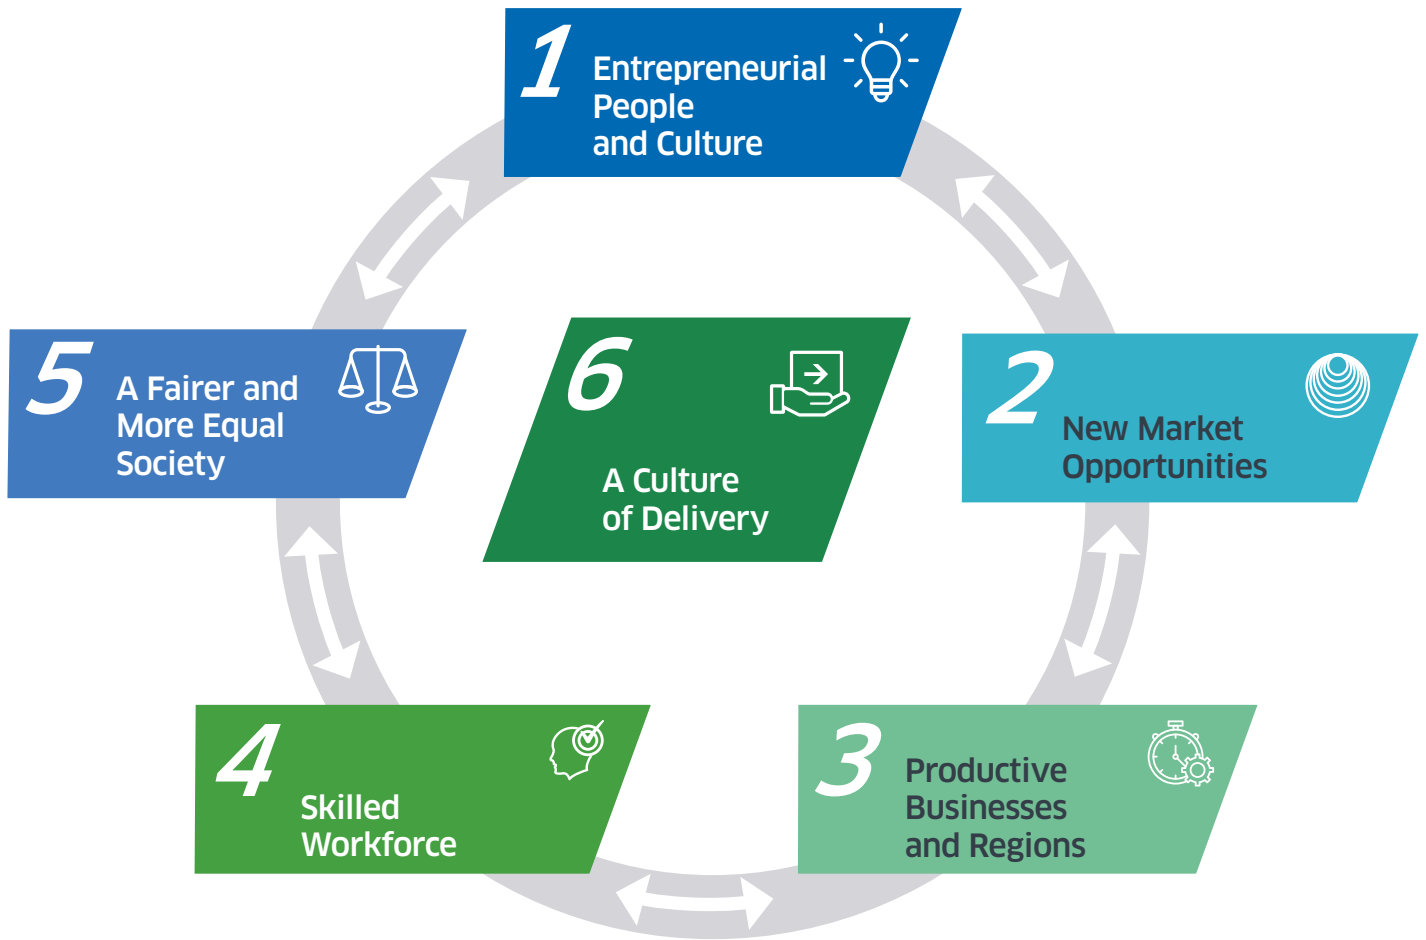 1
Entrepreneurial
People
and Culture
2
New Market
Opportunities
3
Productive
Businesses
and Regions
4
Skilled
Workforce
5
A Fairer and
More Equal
Society
6
A Culture
of Delivery